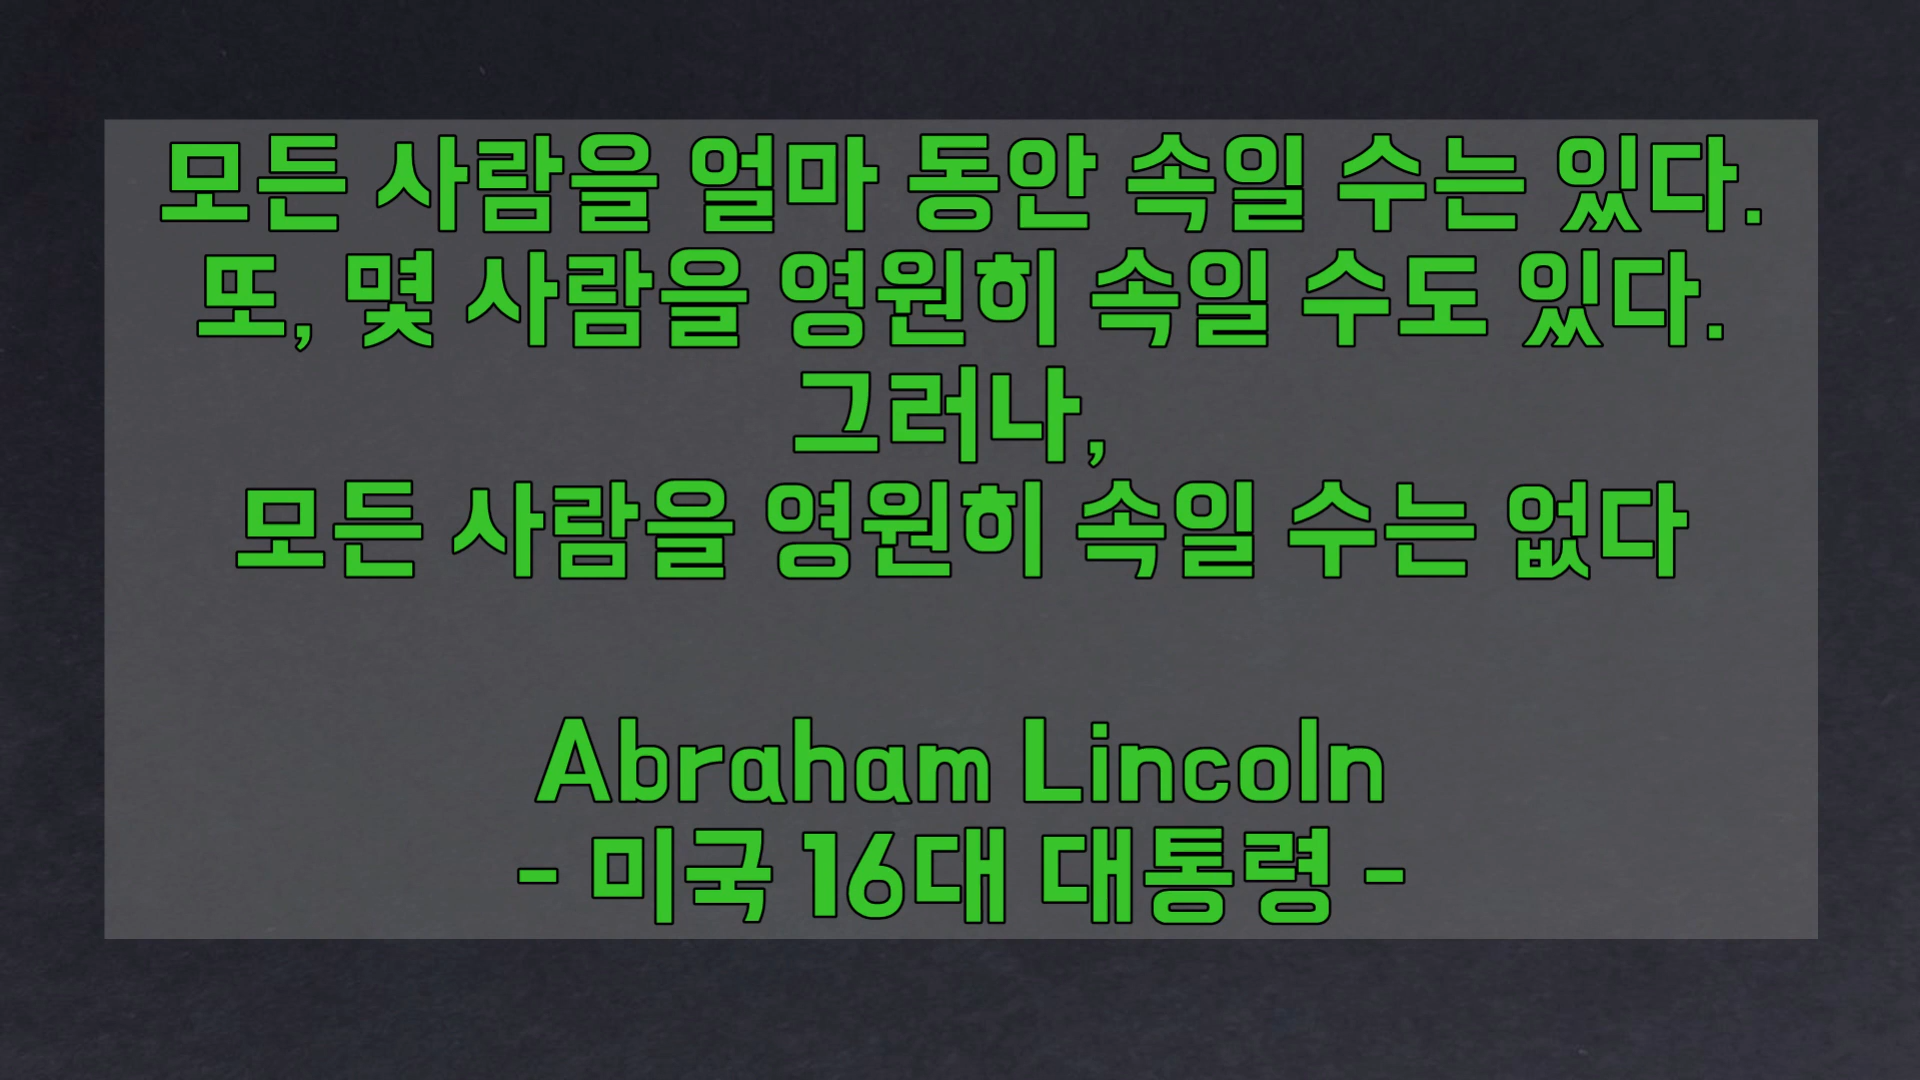 모든 사람을 얼마 동안 속일 수는 있다.
또, 몇 사람을 영원히 속일 수도 있다.
그러나,
모든 사람을 영원히 속일 수는 없다
Abraham Lincoln
- 미국 16대 대통령 -